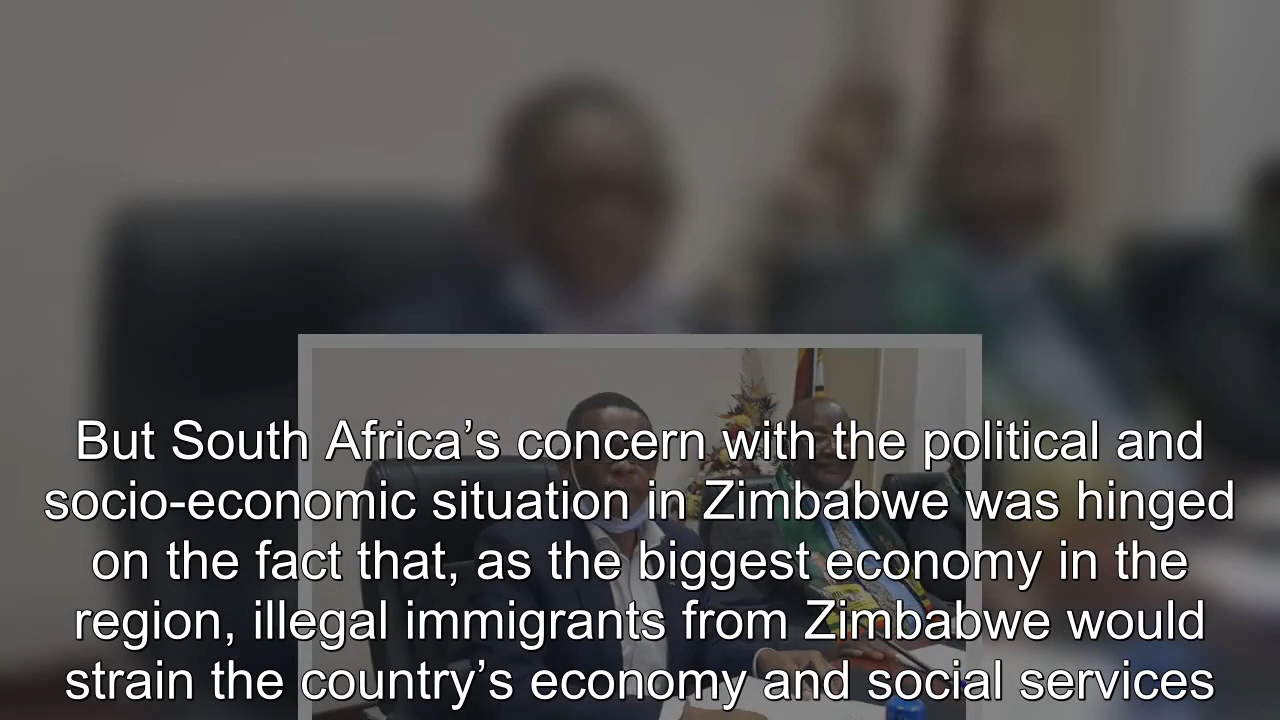 But South Africa’s concern with the political and
socio-economic situation in Zimbabwe was hinged
on the fact that, as the biggest economy in the
region, illegal immigrants from Zimbabwe would
strain the country’s economy and social services